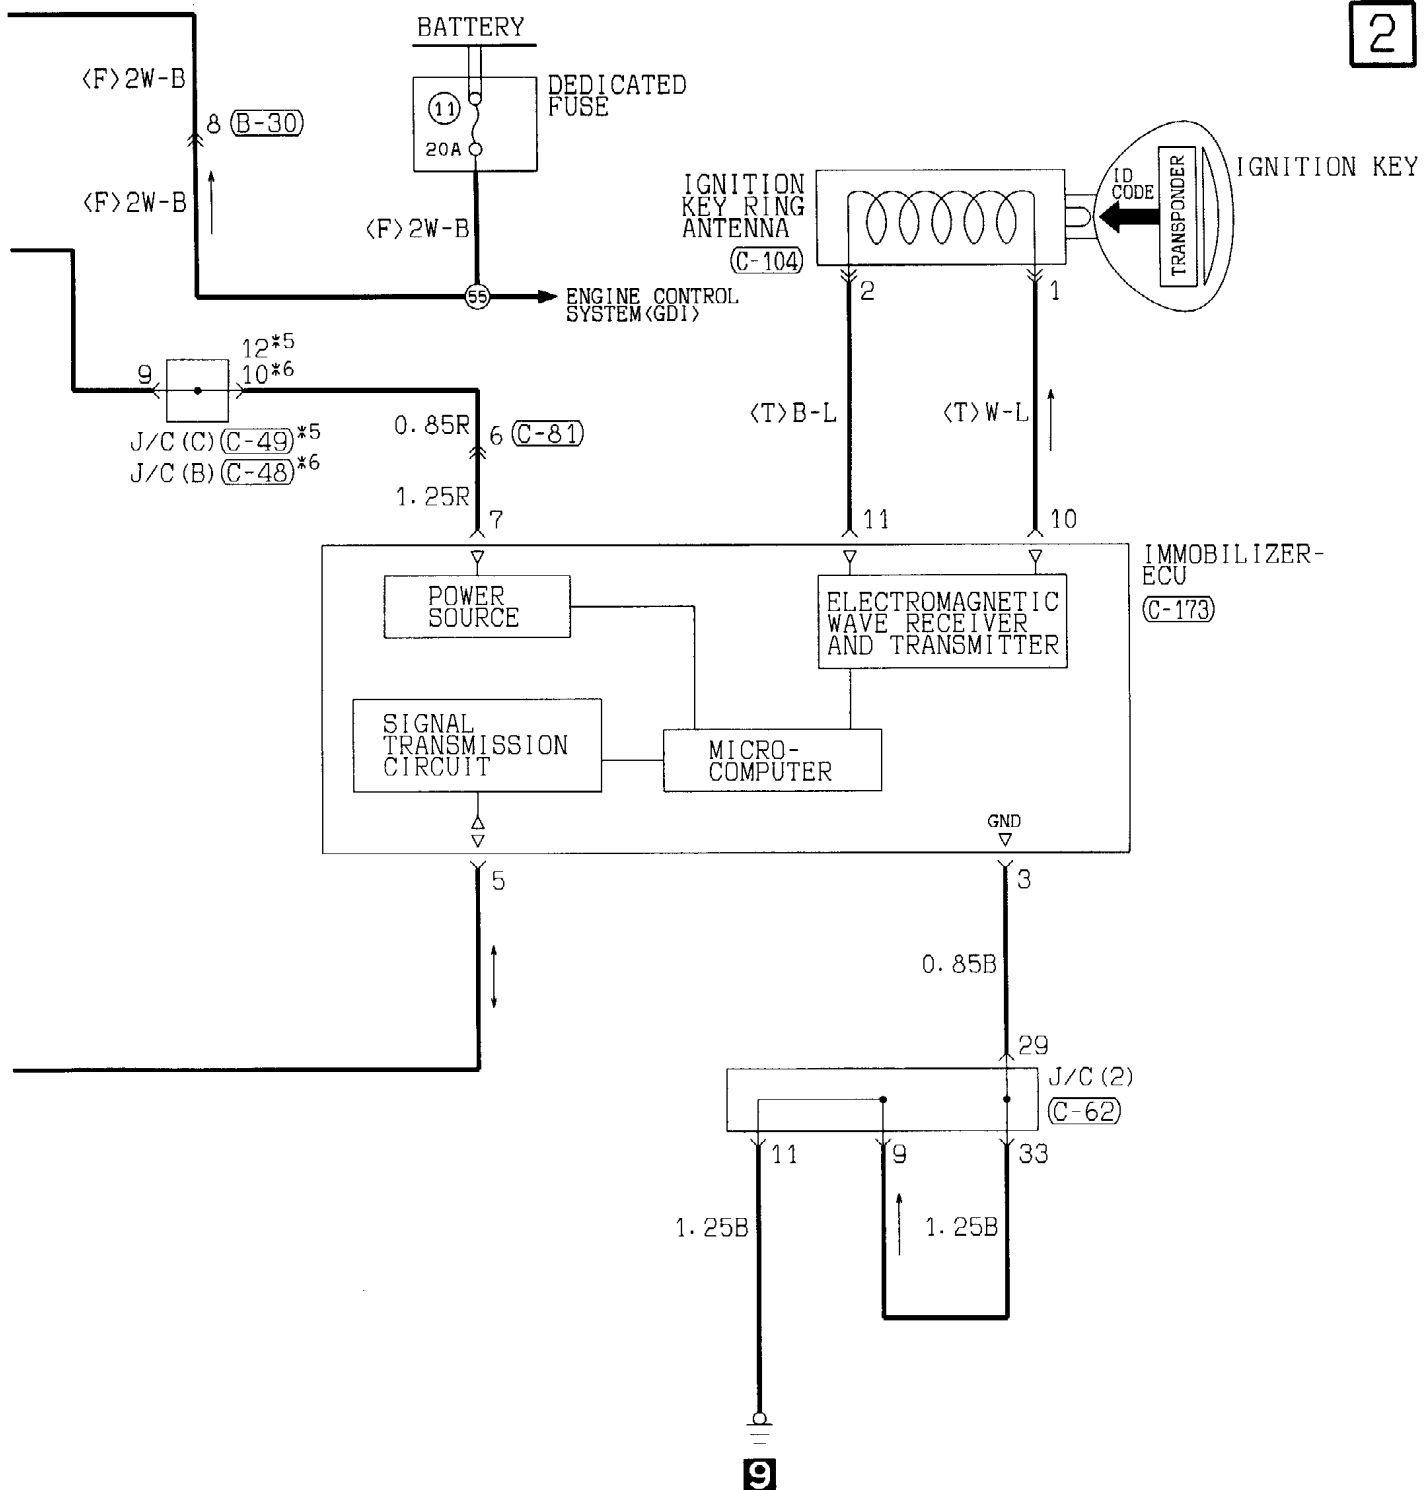 2
BATTERY
<F>2W-B
DEDICATED
FUSE
11
20A
8 (B-30)
<F>2W-B
<F>2W-B
55
ENGINE CONTROL
SYSTEM<GDI>
IGNITION
KEY RING
ANTENNA
(C-104)
ID
CODE
TRANSPONDER
IGNITION KEY
2
1
12*5
9
10*6
J/C(C)(C-49)*5
J/C(B)(C-48)*6
0.85R
6 (C-81)
1.25R
<T>B-L
<T>W-L
7
11
10
IMMOBILIZER-
ECU
(C-173)
POWER
SOURCE
ELECTROMAGNETIC
WAVE RECEIVER
AND TRANSMITTER
SIGNAL
TRANSMISSION
CIRCUIT
MICRO-
COMPUTER
GND
5
3
0.85B
29
J/C(2)
(C-62)
11
9
33
1.25B
1.25B
9